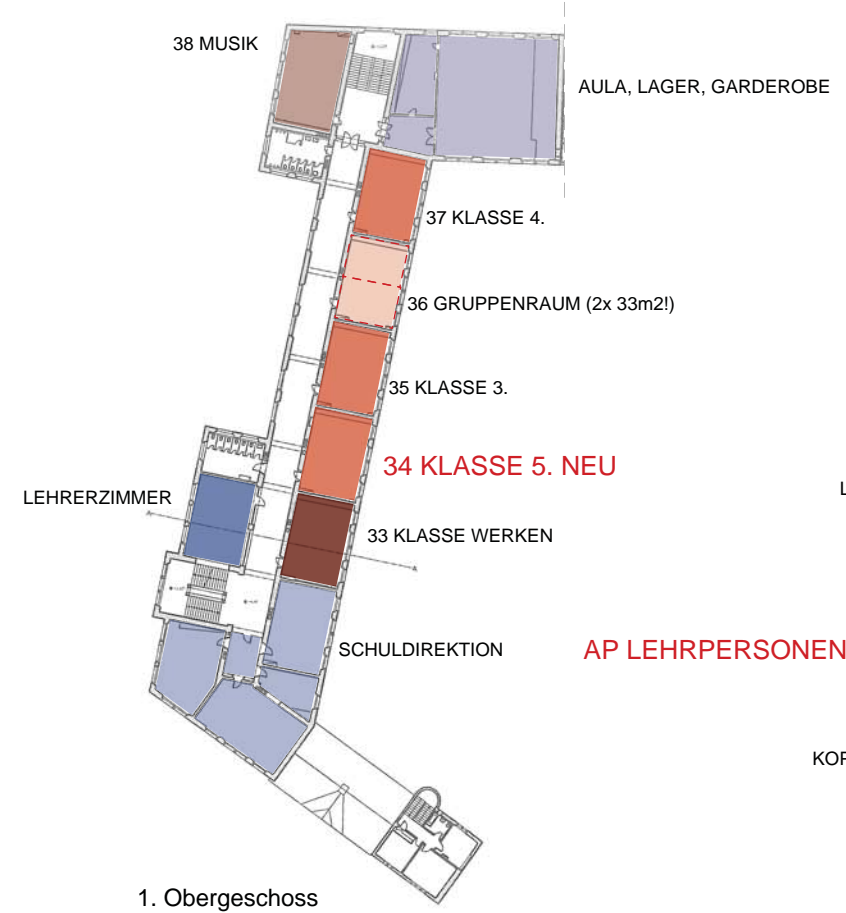 38 MUSIK
AULA, LAGER, GARDEROBE
37 KLASSE 4.
36 GRUPPENRAUM (2x 33m2!)
35 KLASSE 3.
34 KLASSE 5. NEU
LEHRERZIMMER
L
A
33 KLASSE WERKEN
A
SCHULDIREKTION
AP LEHRPERSONEN
KOP
1. Obergeschoss